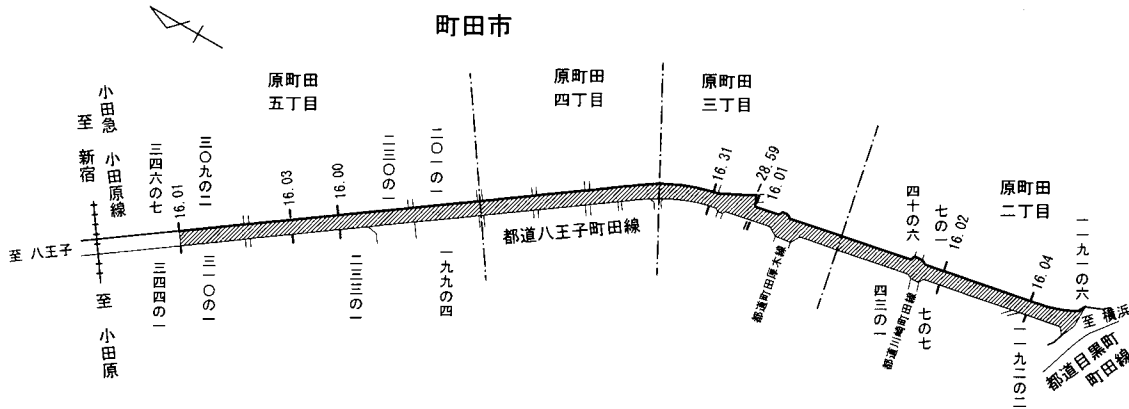 町田市
原町田
五丁目
原町田
四丁目
原町田
三丁目
原町田
二丁目
小田急 小田原線
至 新宿
至 八王子
至 小田原
三四六の七
三四四の一
16.01
三〇九の二
三一〇の一
16.03
16.00
二三〇の一
二三三の一
二〇一の一
一九九の四
都道八王子町田線
16.31
28.59
16.01
都道町田厚木線
四十の六
四三の一
都道川崎町田線
七の一
七の七
16.02
16.04
一一九一の六
一一九二の二
至 横浜
都道目黒町
町田線